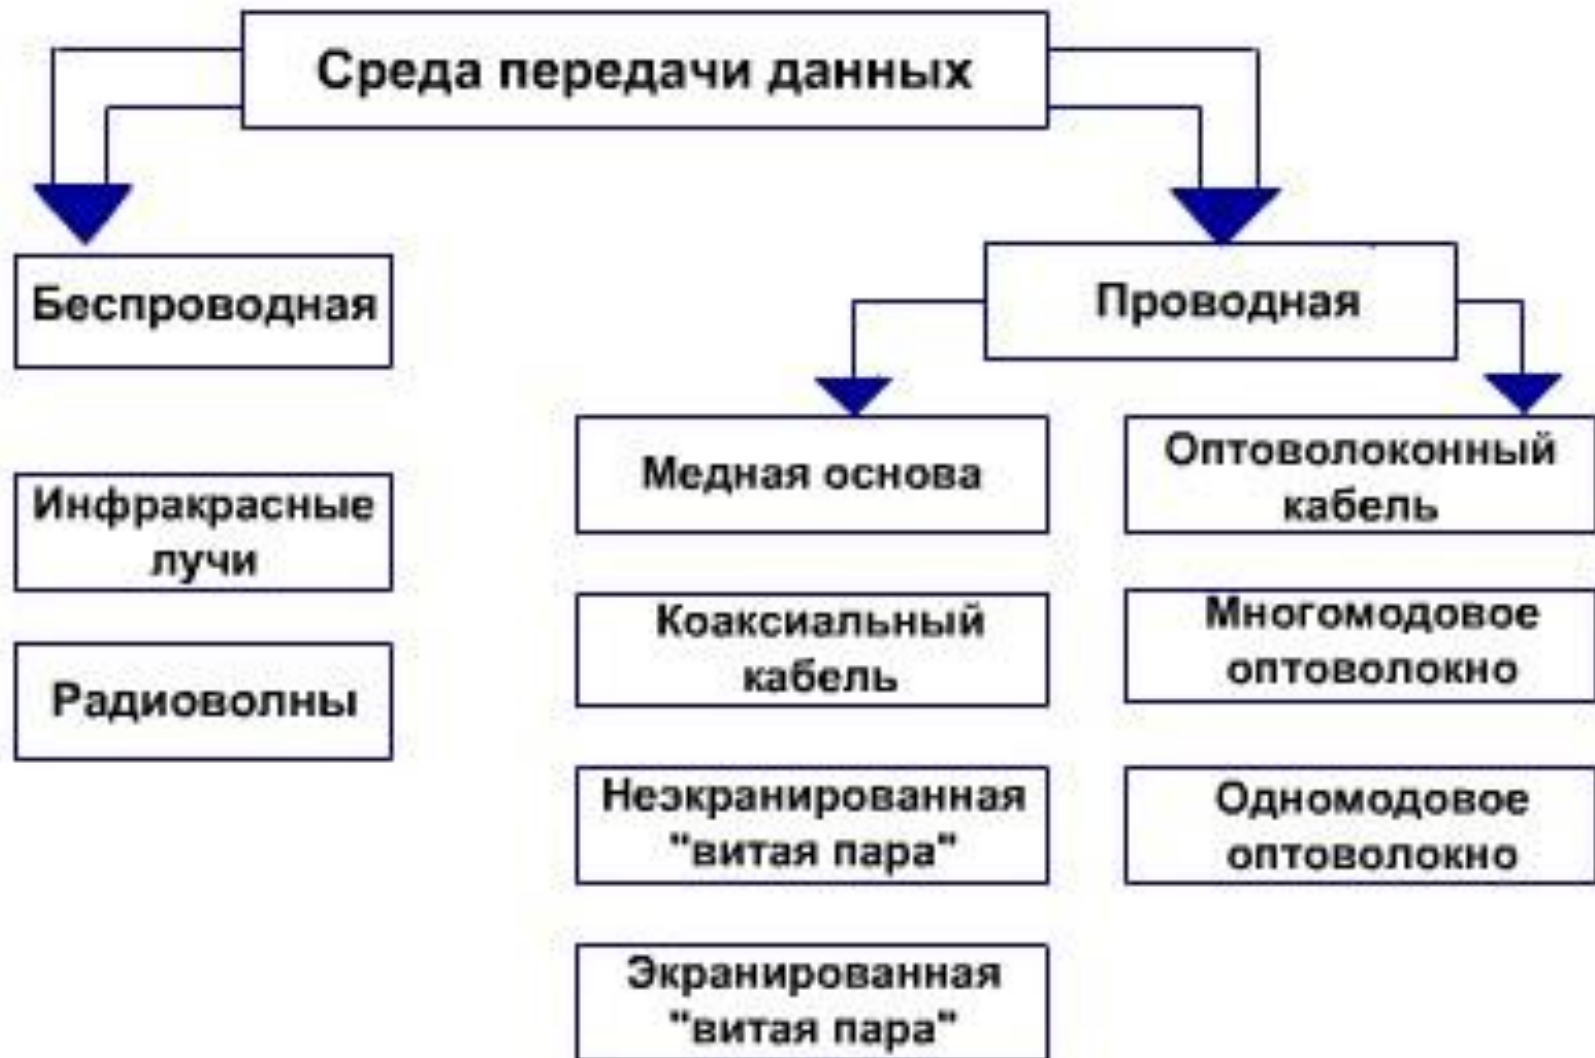 Среда передачи данных
Беспроводная
Проводная
Инфракрасные
лучи
Радиоволны
Медная основа
Коаксиальный
кабель
Неэкранированная
"витая пара"
Экранированная
"витая пара"
Оптоволоконный
кабель
Многомодовое
оптоволокно
Одномодовое
оптоволокно